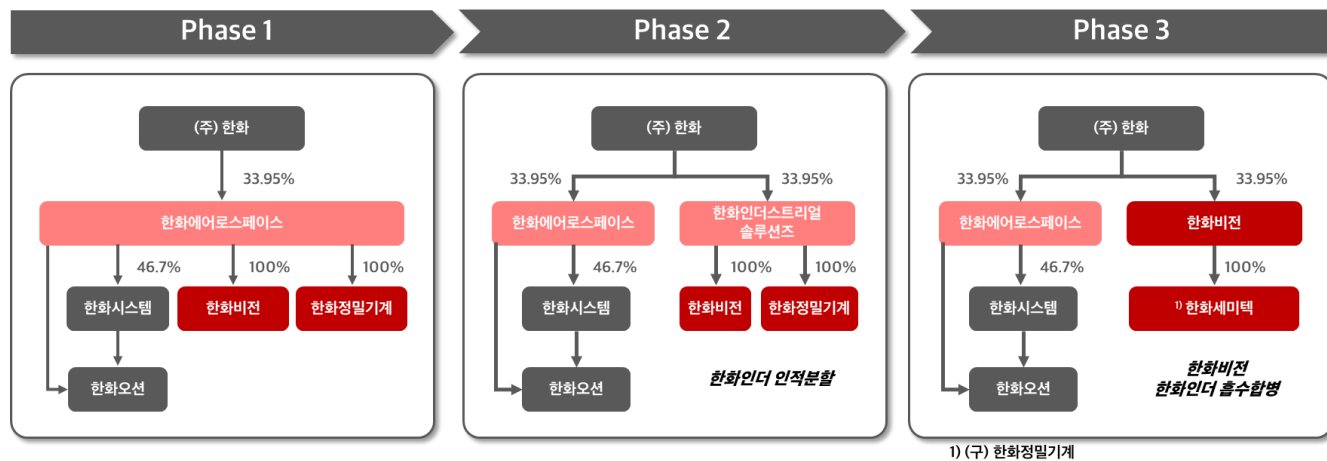 Phase 1
(주) 한화
33.95%
한화에어로스페이스
46.7%
100%
100%
한화시스템
한화비전
한화정밀기계
한화오션
Phase 2
(주) 한화
33.95%
33.95%
한화에어로스페이스
한화인더스트리얼
솔루션즈
46.7%
100%
100%
한화시스템
한화비전
한화정밀기계
한화오션
한화인더 인적분할
Phase 3
(주) 한화
33.95%
33.95%
한화에어로스페이스
한화비전
46.7%
100%
한화시스템
1) 한화세미텍
한화오션
한화비전
한화인더 흡수합병
1) (구) 한화정밀기계